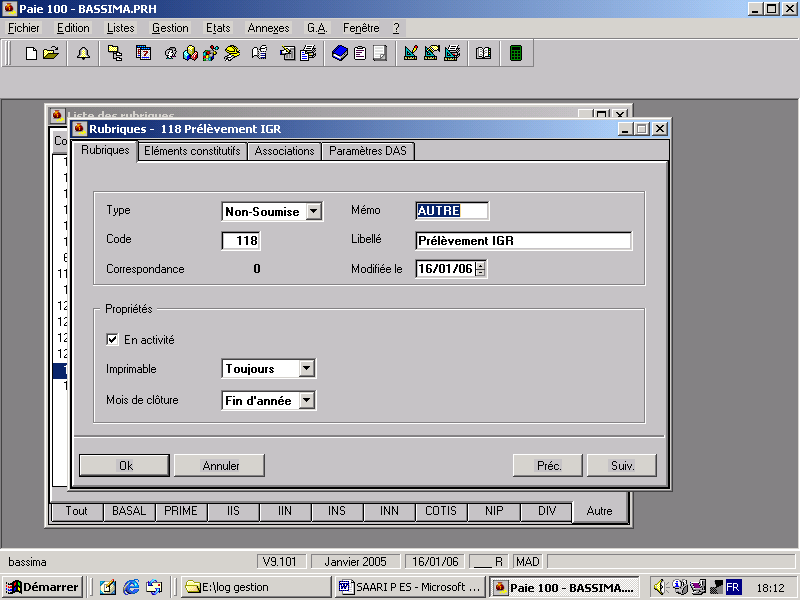 Paie 100 - BASSIMA.PRH
Fichier Edition Listes Gestion Etats Annexes G.A. Fenêtre ?
Liste des rubriques
Rubriques - 118 Prélèvement IGR
Rubriques Eléments constitutifs Associations Paramètres DAS
Type Non-Soumise Mémo AUTRE
Code 118 Libellé Prélèvement IGR
Correspondance 0 Modifiée le 16/01/06
Propriétés
En activité
Imprimable Toujours
Mois de clôture Fin d'année
Ok Annuler Préc. Suiv.
Tout BASAL PRIME IIS IIN INS INN COTIS NIP DIV Autre
bassima V9.101 Janvier 2005 16/01/06 ___ R MAD
Démarrer E:\log gestion SAARI P ES - Microsoft ... Paie 100 - BASSIMA.... FR 18:12